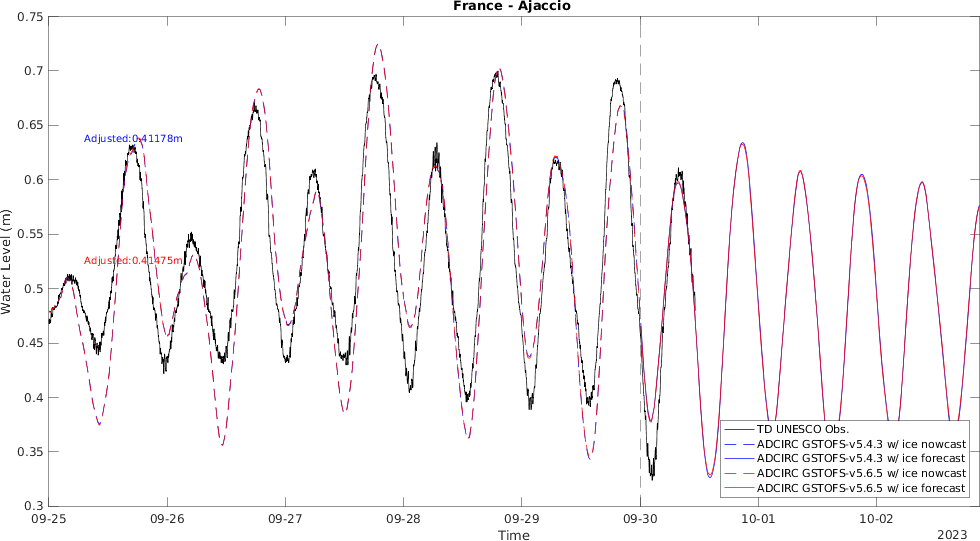 France - Ajaccio
0.75
0.7
0.65
0.6
0.55
0.5
0.45
0.4
0.35
0.3
Water Level (m)
Adjusted:0.41178m
Adjusted:0.41475m
TD UNESCO Obs.
ADCIRC GSTOFS-v5.4.3 w/ ice nowcast
ADCIRC GSTOFS-v5.4.3 w/ ice forecast
ADCIRC GSTOFS-v5.6.5 w/ ice nowcast
ADCIRC GSTOFS-v5.6.5 w/ ice forecast
09-25 09-26 09-27 09-28 09-29 09-30 10-01 10-02
Time
2023